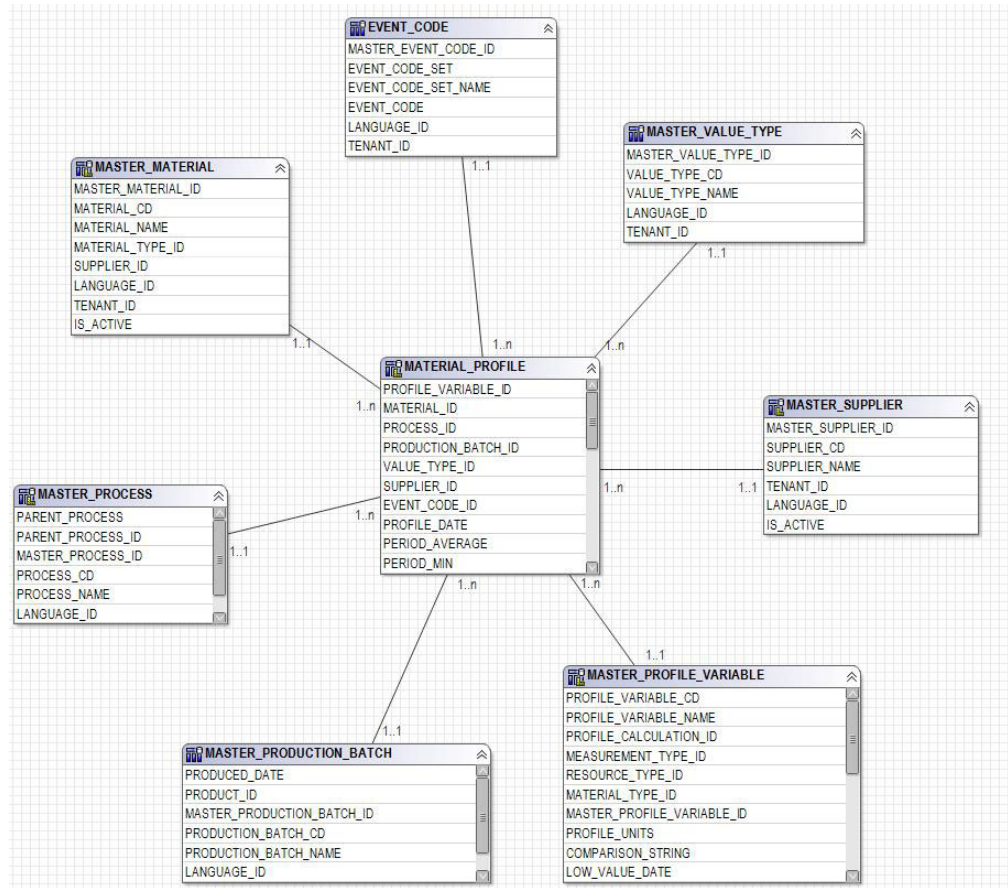 EVENT_CODE
MASTER_EVENT_CODE_ID
EVENT_CODE_SET
EVENT_CODE_SET_NAME
EVENT_CODE
LANGUAGE_ID
TENANT_ID
1..1
MASTER_VALUE_TYPE
MASTER_VALUE_TYPE_ID
VALUE_TYPE_CD
VALUE_TYPE_NAME
LANGUAGE_ID
TENANT_ID
1..1
MASTER_MATERIAL
MASTER_MATERIAL_ID
MATERIAL_CD
MATERIAL_NAME
MATERIAL_TYPE_ID
SUPPLIER_ID
LANGUAGE_ID
TENANT_ID
IS_ACTIVE
1..1
1..n
1..n
1..n
MATERIAL_PROFILE
PROFILE_VARIABLE_ID
MATERIAL_ID
PROCESS_ID
PRODUCTION_BATCH_ID
VALUE_TYPE_ID
SUPPLIER_ID
EVENT_CODE_ID
PROFILE_DATE
PERIOD_AVERAGE
PERIOD_MIN
MASTER_SUPPLIER
MASTER_SUPPLIER_ID
SUPPLIER_CD
SUPPLIER_NAME
TENANT_ID
LANGUAGE_ID
IS_ACTIVE
1..n
1..1
MASTER_PROCESS
PARENT_PROCESS
PARENT_PROCESS_ID
MASTER_PROCESS_ID
PROCESS_CD
PROCESS_NAME
LANGUAGE_ID
1..n
1..1
1..n
1..n
1..1
1..1
MASTER_PROFILE_VARIABLE
PROFILE_VARIABLE_CD
PROFILE_VARIABLE_NAME
PROFILE_CALCULATION_ID
MEASUREMENT_TYPE_ID
RESOURCE_TYPE_ID
MATERIAL_TYPE_ID
MASTER_PROFILE_VARIABLE_ID
PROFILE_UNITS
COMPARISON_STRING
LOW_VALUE_DATE
MASTER_PRODUCTION_BATCH
PRODUCED_DATE
PRODUCT_ID
MASTER_PRODUCTION_BATCH_ID
PRODUCTION_BATCH_CD
PRODUCTION_BATCH_NAME
LANGUAGE_ID